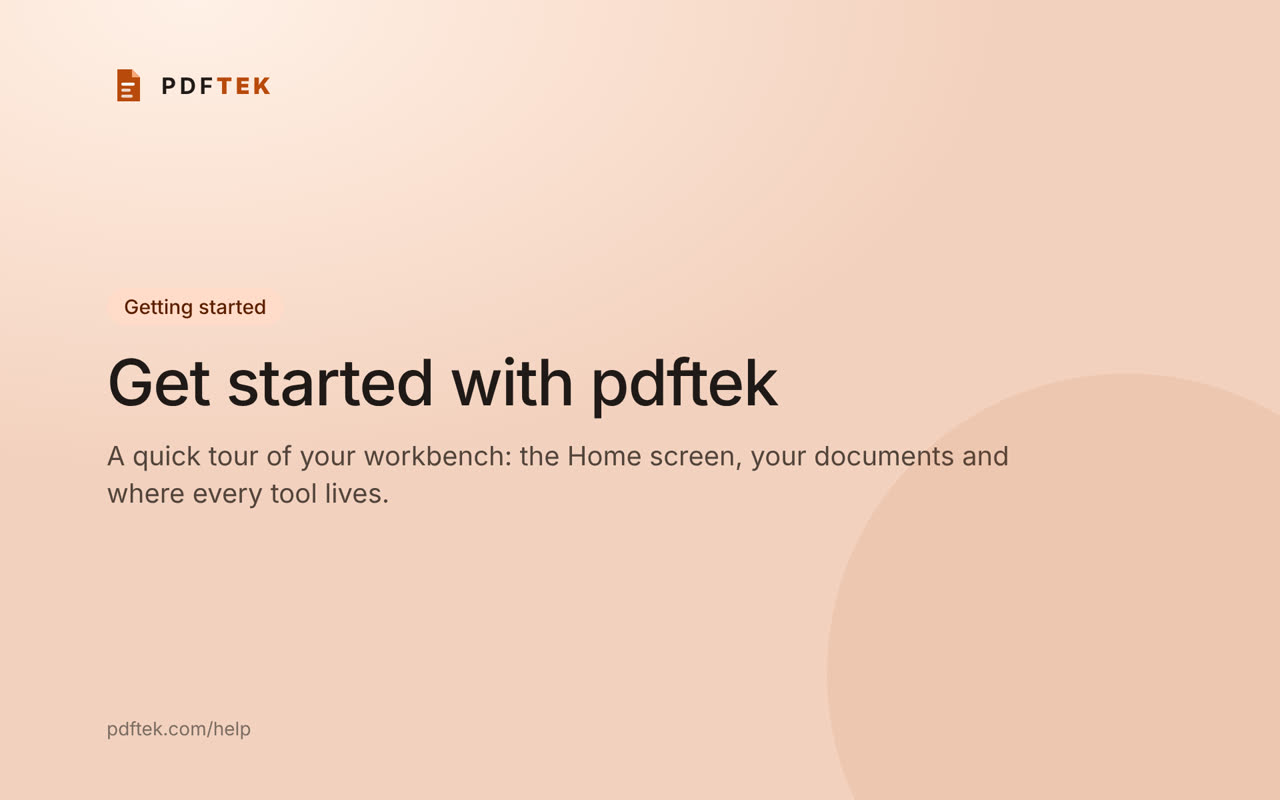 PDFTEK
Getting started
Get started with pdftek
A quick tour of your workbench: the Home screen, your documents and
where every tool lives.
pdftek.com/help